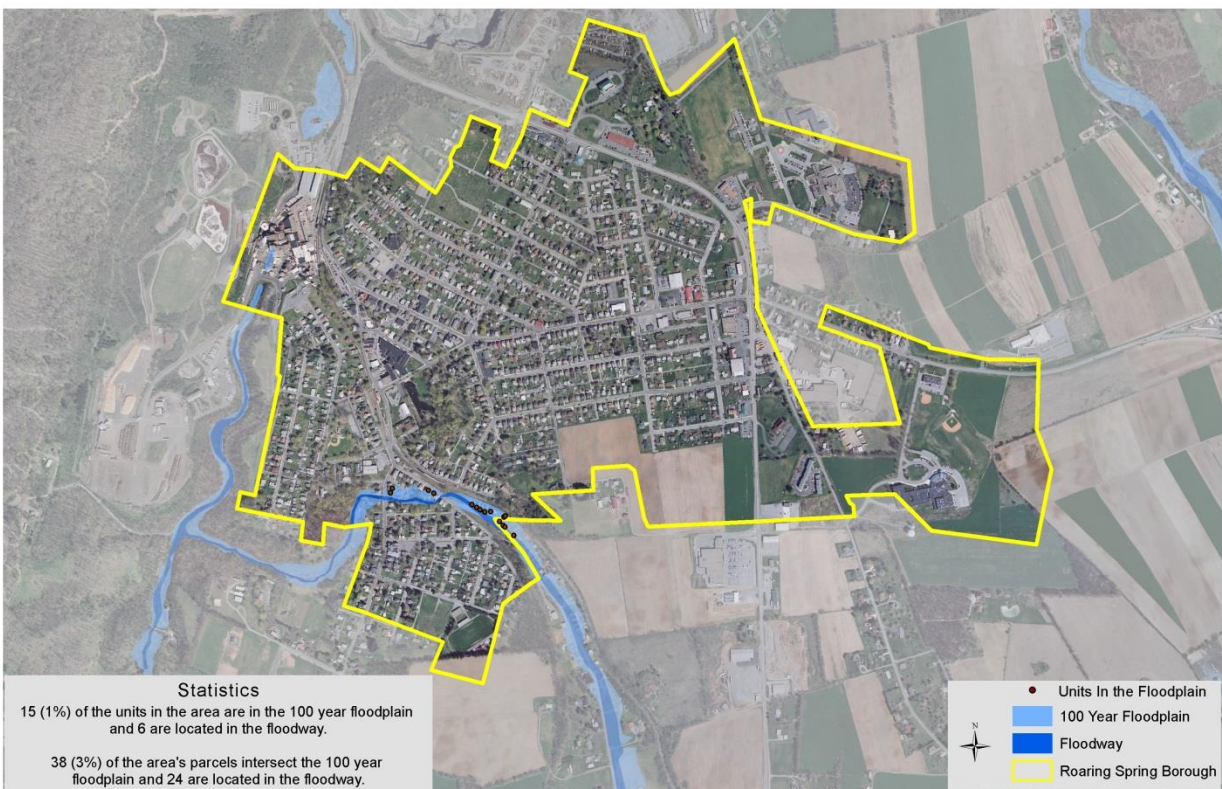 Statistics
15 (1%) of the units in the area are in the 100 year floodplain
and 6 are located in the floodway.
38 (3%) of the area's parcels intersect the 100 year
floodplain and 24 are located in the floodway.
N
Units In the Floodplain
100 Year Floodplain
Floodway
Roaring Spring Borough